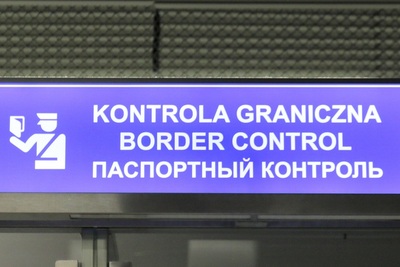 KONTROLA GRANICZNA
BORDER CONTROL
ПАСПОРТНЫЙ КОНТРОЛЬ